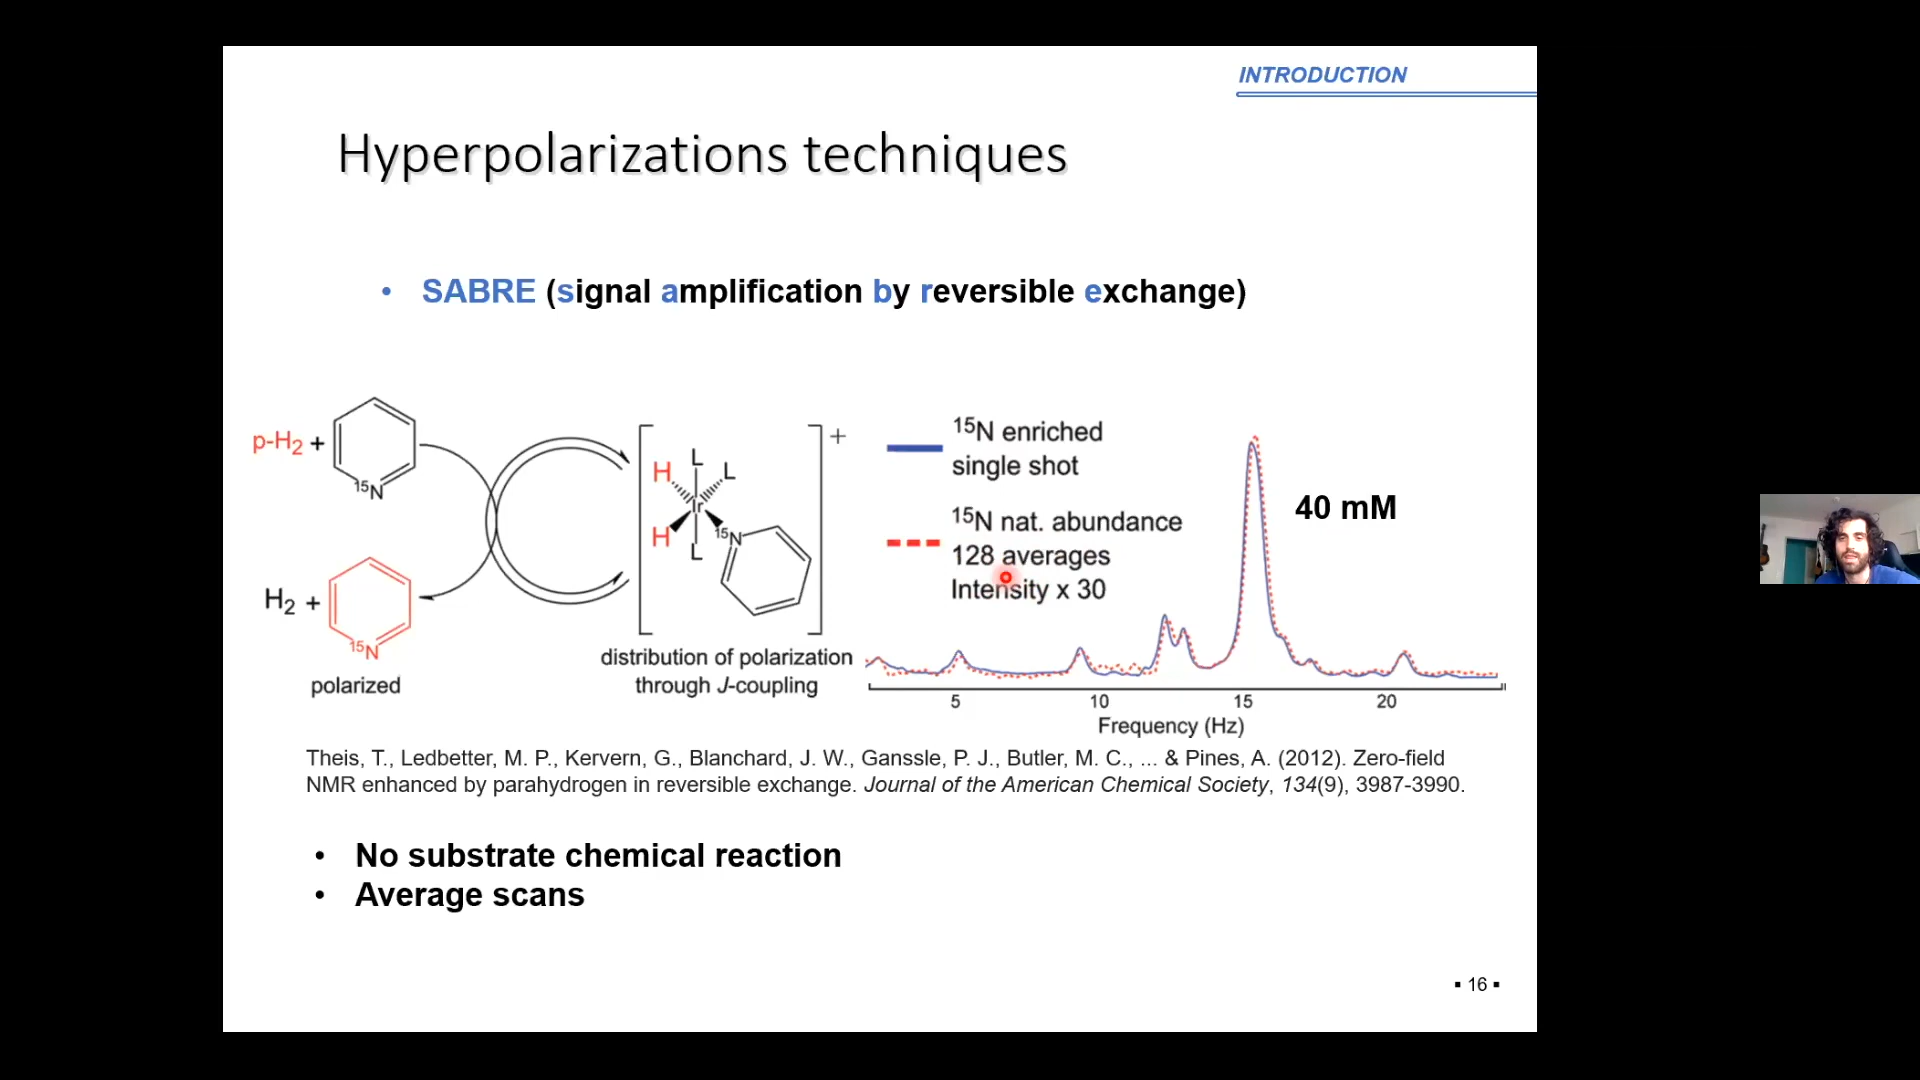 INTRODUCTION
Hyperpolarizations techniques
• SABRE (signal amplification by reversible exchange)
p-H₂ +
¹⁵N
H₂ +
¹⁵N
polarized
+
L
H
L
Ir
H
¹⁵N
L
distribution of polarization
through J-coupling
¹⁵N enriched
single shot
¹⁵N nat. abundance
128 averages
Intensity x 30
40 mM
5 10 15 20
Frequency (Hz)
Theis, T., Ledbetter, M. P., Kervern, G., Blanchard, J. W., Ganssle, P. J., Butler, M. C., ... & Pines, A. (2012). Zero-field
NMR enhanced by parahydrogen in reversible exchange. Journal of the American Chemical Society, 134(9), 3987-3990.
• No substrate chemical reaction
• Average scans
▪ 16 ▪